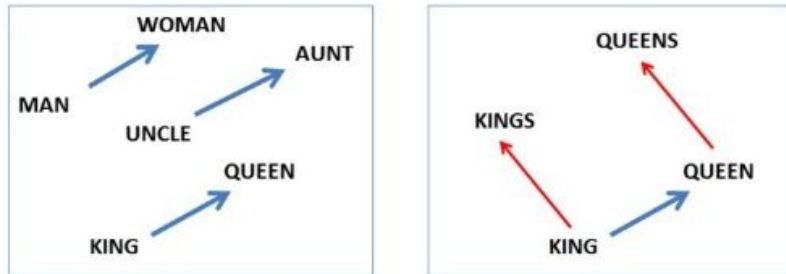 WOMAN
AUNT
MAN
UNCLE
QUEEN
KING
QUEENS
KINGS
QUEEN
KING